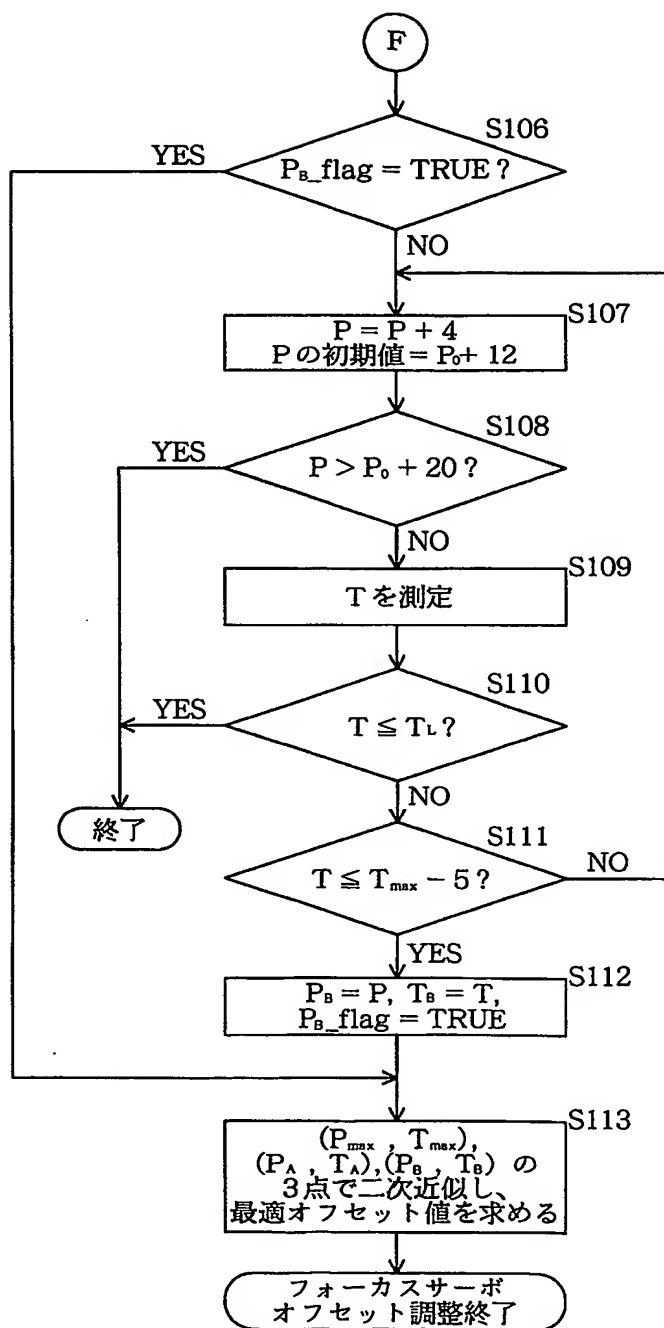 F
S106
YES
P_B_flag = TRUE?
NO
S107
P = P + 4
Pの初期値 = P₀ + 12
S108
YES
P > P₀ + 20?
NO
S109
Tを測定
S110
YES
T ≦ T_L?
NO
終了
S111
NO
T ≦ T_max − 5?
YES
S112
P_B = P, T_B = T,
P_B_flag = TRUE
S113
(P_max , T_max),
(P_A , T_A),(P_B , T_B) の
3点で二次近似し、
最適オフセット値を求める
フォーカスサーボ
オフセット調整終了